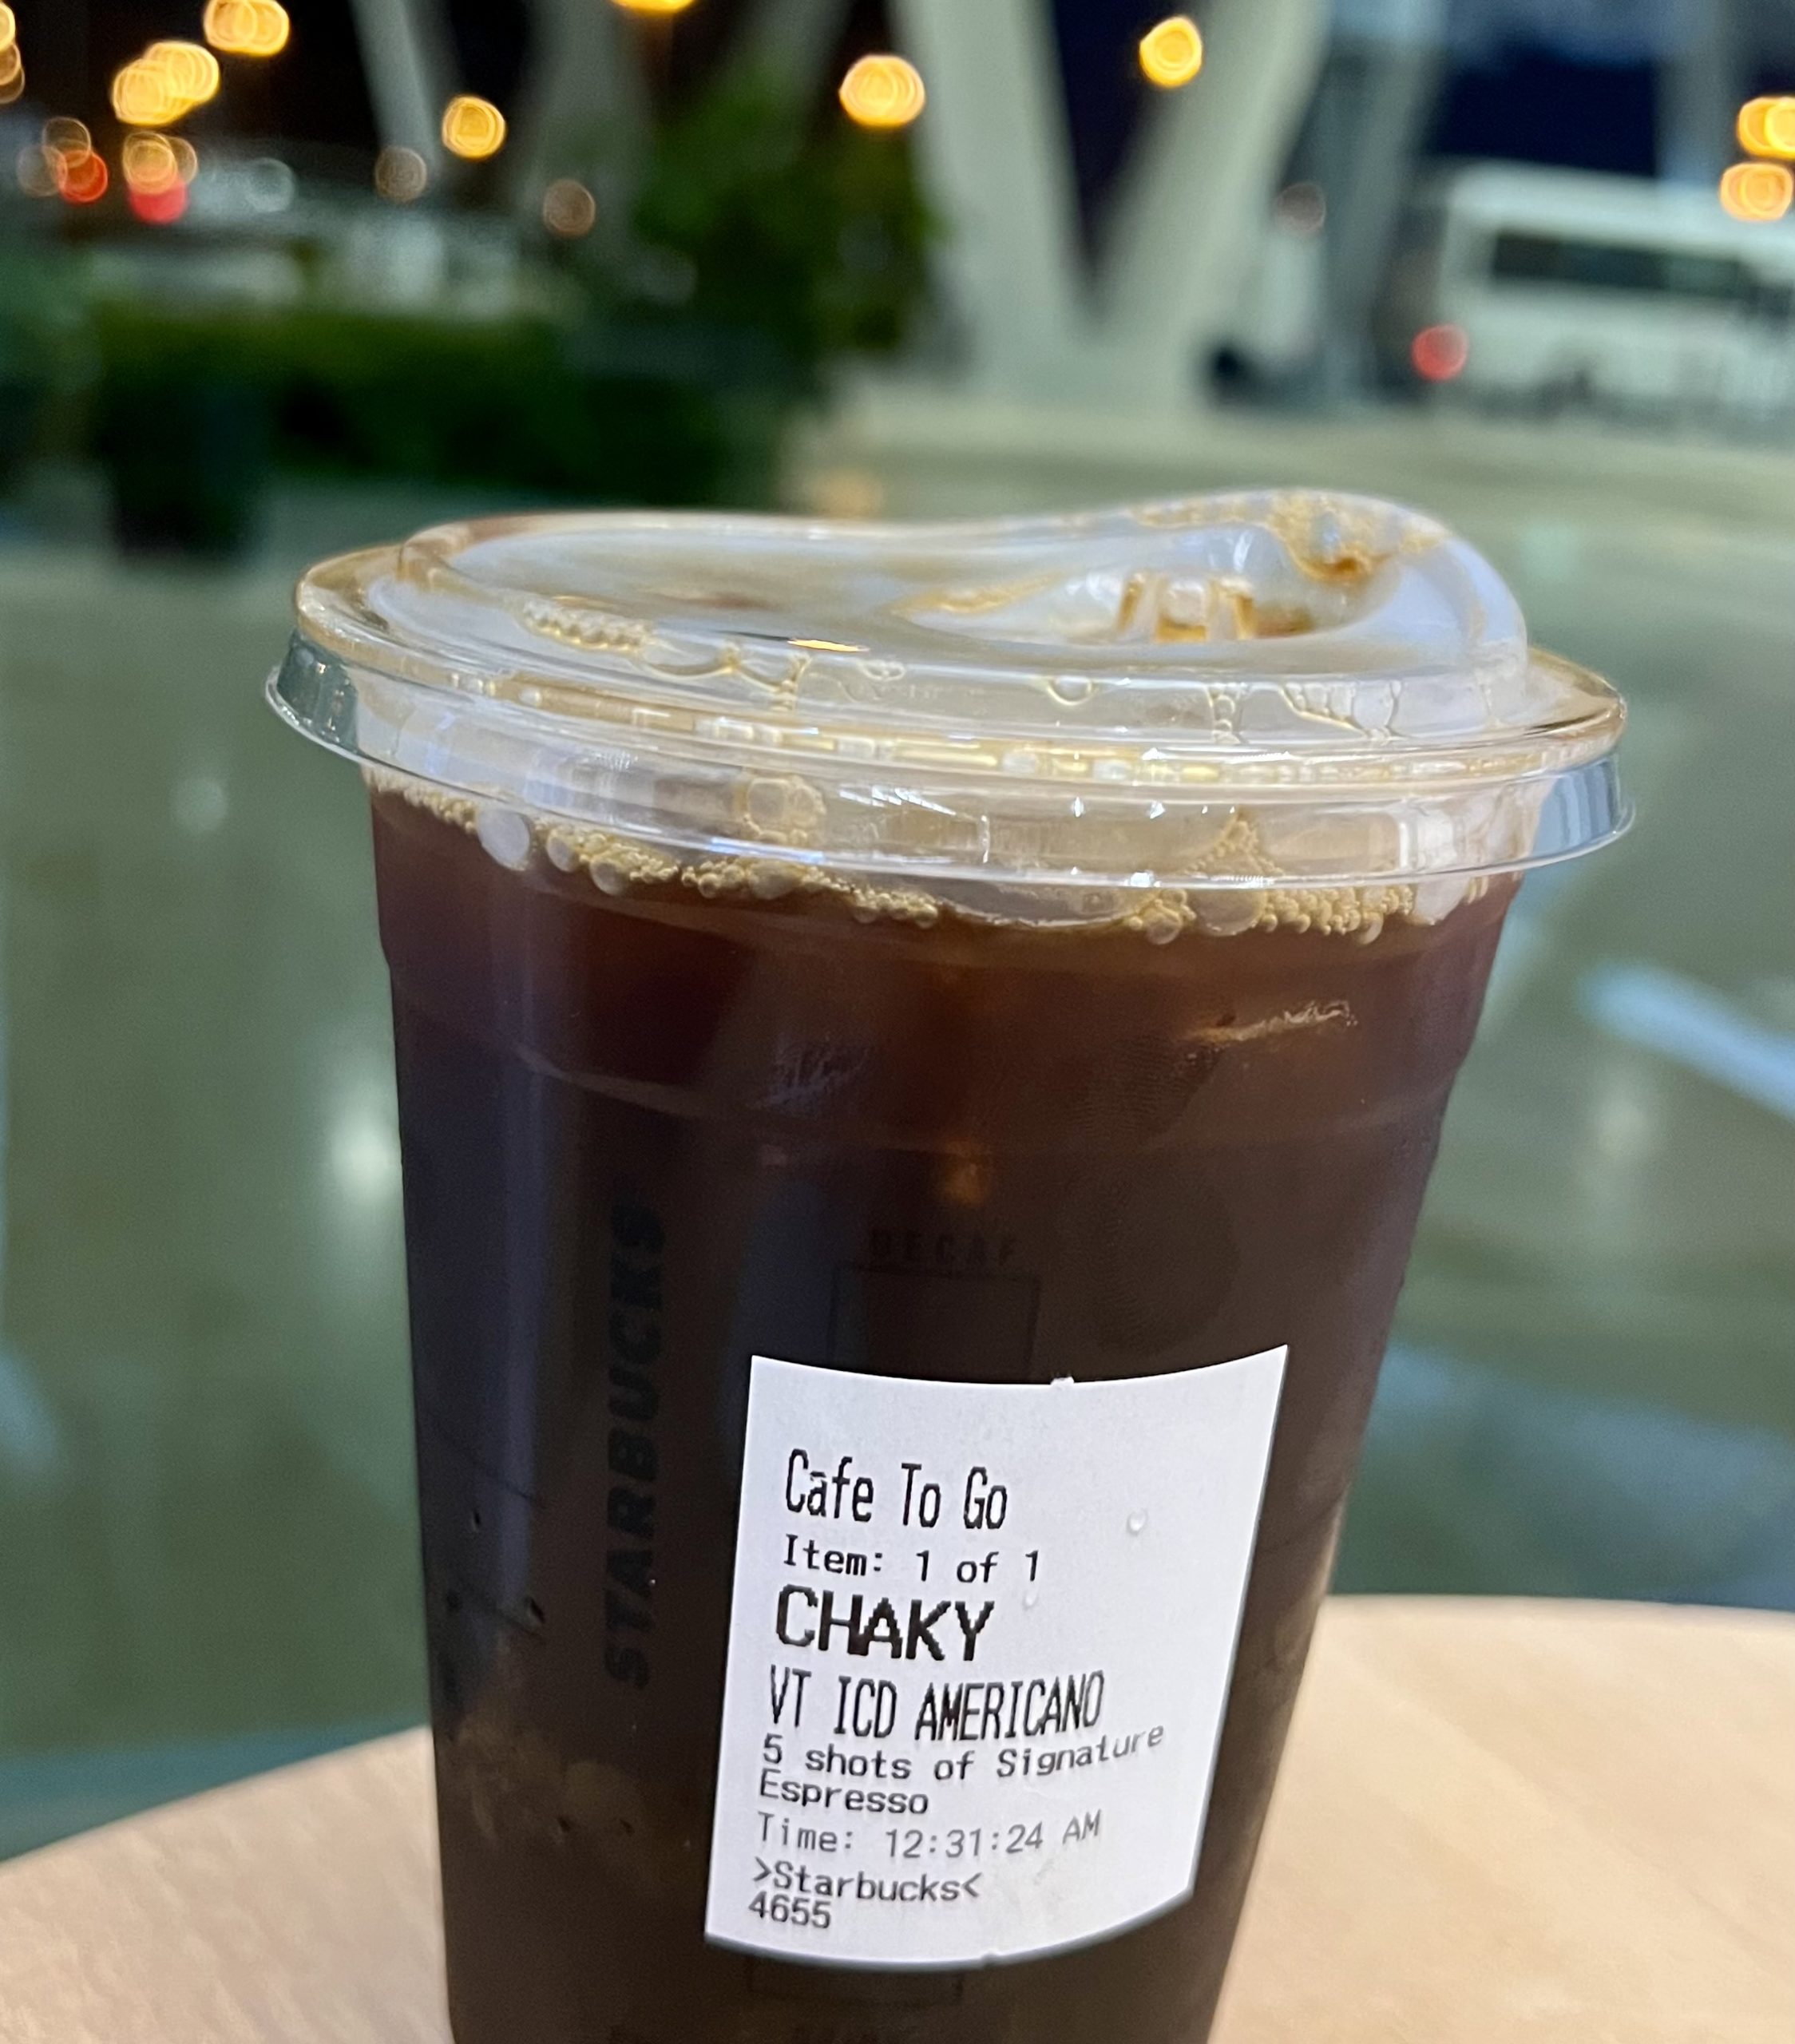 DECAF
STARBUCKS
Cafe To Go
Item: 1 of 1
CHAKY
VT ICD AMERICANO
5 shots of Signature
Espresso
Time: 12:31:24 AM
>Starbucks<
4655